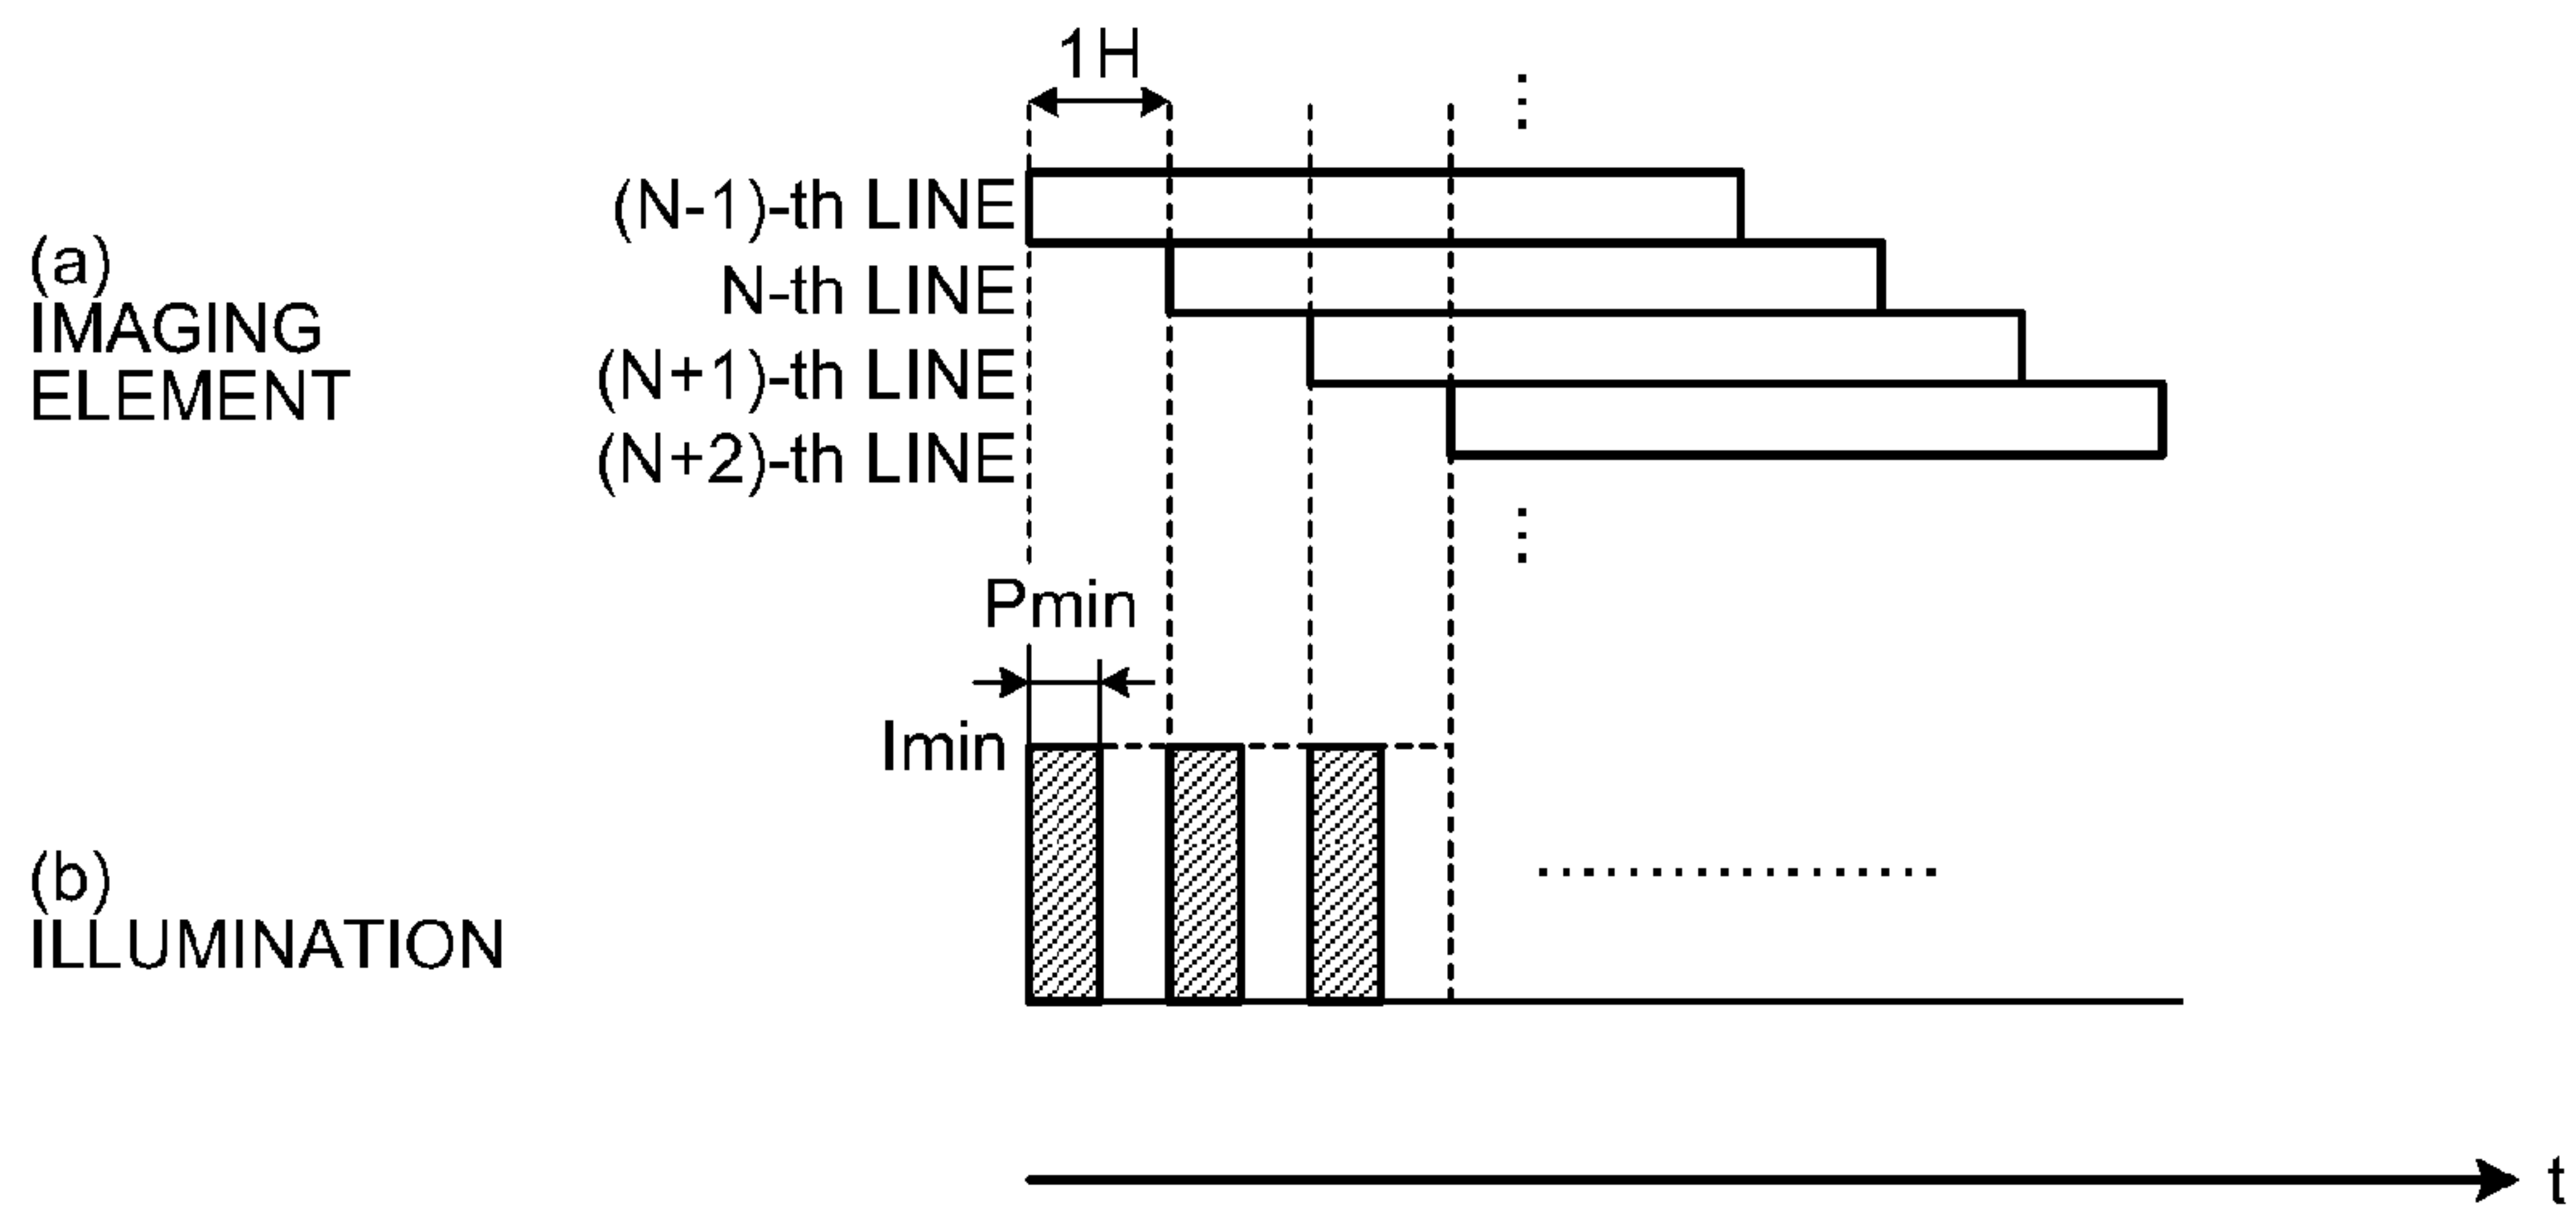 1H
(N-1)-th LINE
N-th LINE
(N+1)-th LINE
(N+2)-th LINE
(a)
IMAGING
ELEMENT
Pmin
Imin
(b)
ILLUMINATION
t